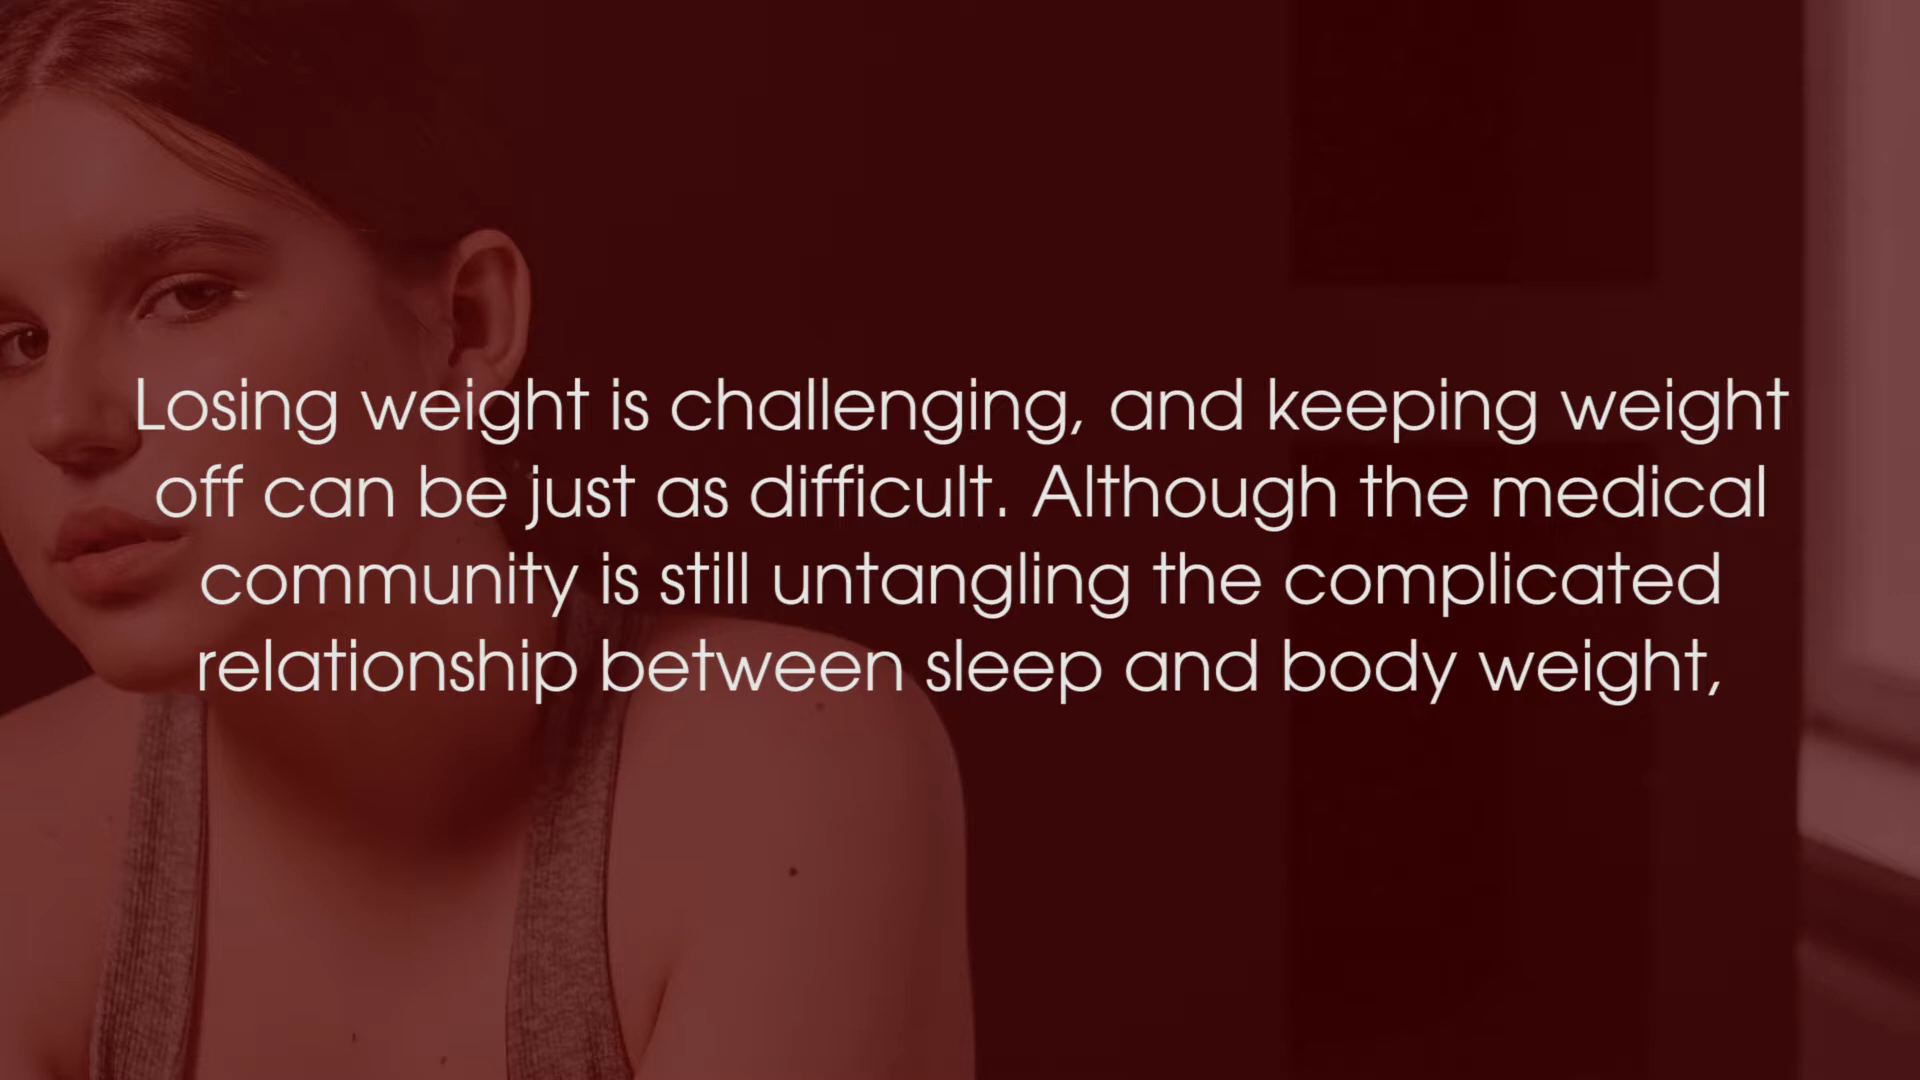 Losing weight is challenging, and keeping weight
off can be just as difficult. Although the medical
community is still untangling the complicated
relationship between sleep and body weight,